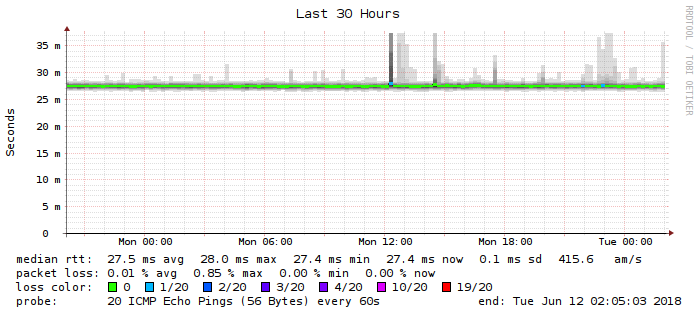 Last 30 Hours
RRDTOOL / TOBI OETIKER
Seconds
35 m
30 m
25 m
20 m
15 m
10 m
5 m
0
Mon 00:00 Mon 06:00 Mon 12:00 Mon 18:00 Tue 00:00
median rtt: 27.5 ms avg 28.0 ms max 27.4 ms min 27.4 ms now 0.1 ms sd 415.6 am/s
packet loss: 0.01 % avg 0.85 % max 0.00 % min 0.00 % now
loss color: 0 1/20 2/20 3/20 4/20 10/20 19/20
probe: 20 ICMP Echo Pings (56 Bytes) every 60s end: Tue Jun 12 02:05:03 2018